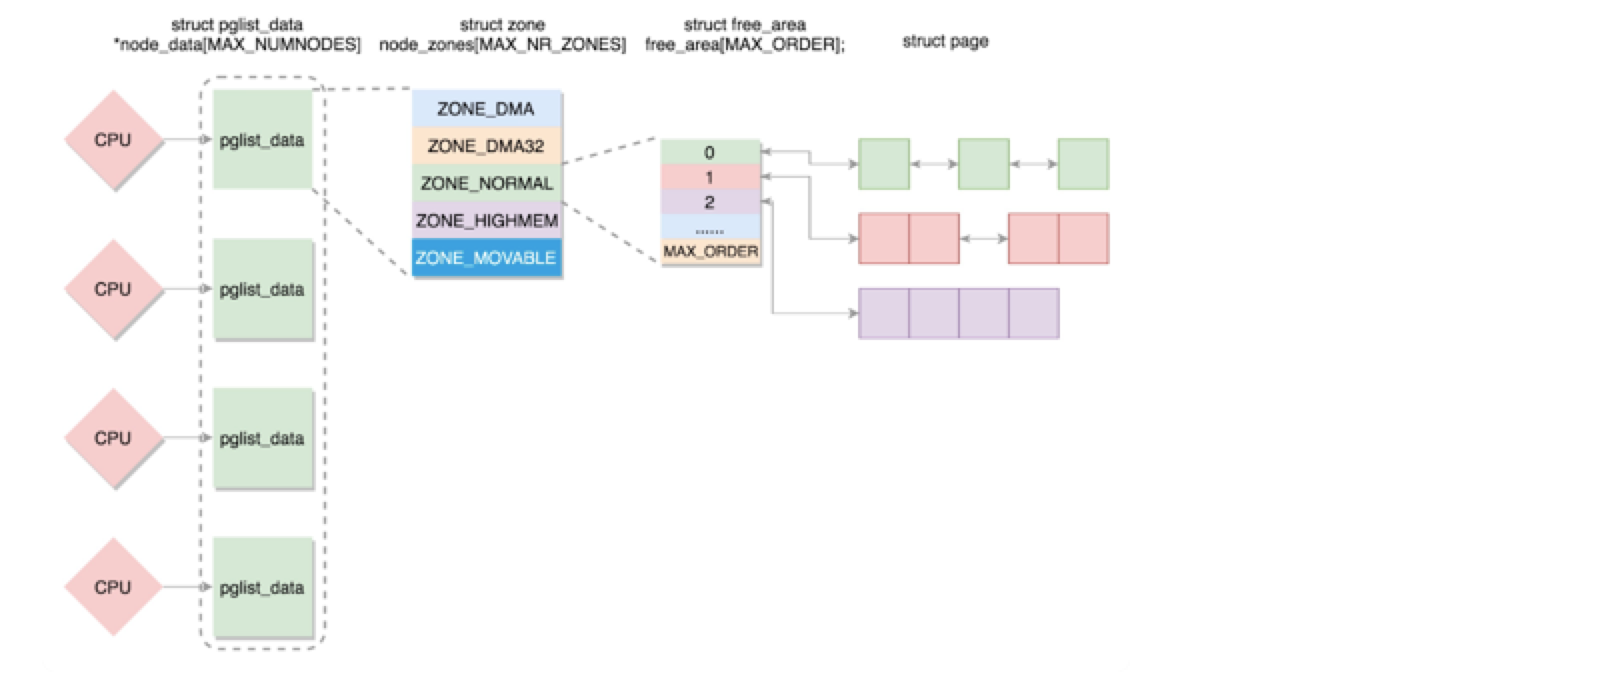 struct pglist_data
*node_data[MAX_NUMNODES]
struct zone
node_zones[MAX_NR_ZONES]
struct free_area
free_area[MAX_ORDER];
struct page
CPU
pglist_data
CPU
pglist_data
CPU
pglist_data
CPU
pglist_data
ZONE_DMA
ZONE_DMA32
ZONE_NORMAL
ZONE_HIGHMEM
ZONE_MOVABLE
0
1
2
......
MAX_ORDER